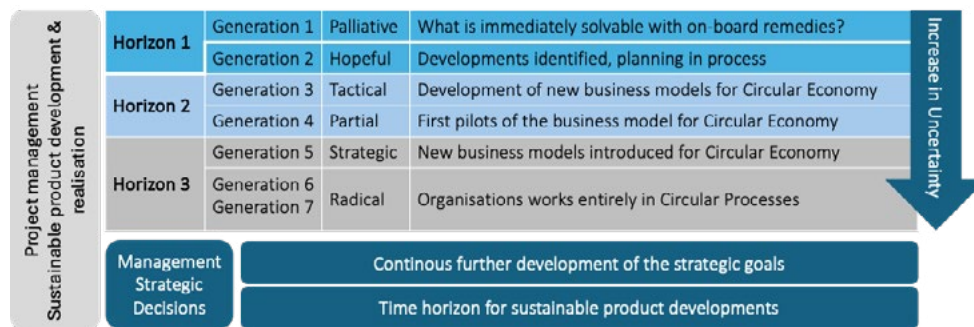 Project management
Sustainable product development &
realisation
Horizon 1
Generation 1 Palliative What is immediately solvable with on-board remedies?
Generation 2 Hopeful Developments identified, planning in process
Horizon 2
Generation 3 Tactical Development of new business models for Circular Economy
Generation 4 Partial First pilots of the business model for Circular Economy
Horizon 3
Generation 5 Strategic New business models introduced for Circular Economy
Generation 6
Generation 7
Radical Organisations works entirely in Circular Processes
Increase in Uncertainty
Management
Strategic
Decisions
Continous further development of the strategic goals
Time horizon for sustainable product developments